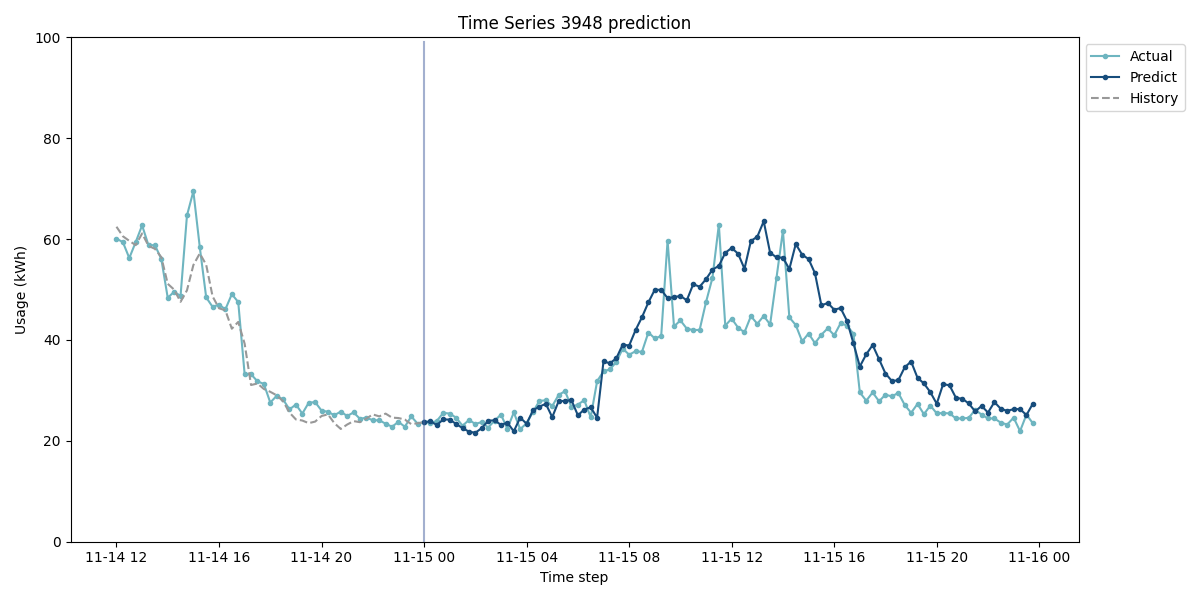 Time Series 3948 prediction
Actual
Predict
History
Usage (kWh)
100
80
60
40
20
0
11-14 12
11-14 16
11-14 20
11-15 00
11-15 04
11-15 08
11-15 12
11-15 16
11-15 20
11-16 00
Time step